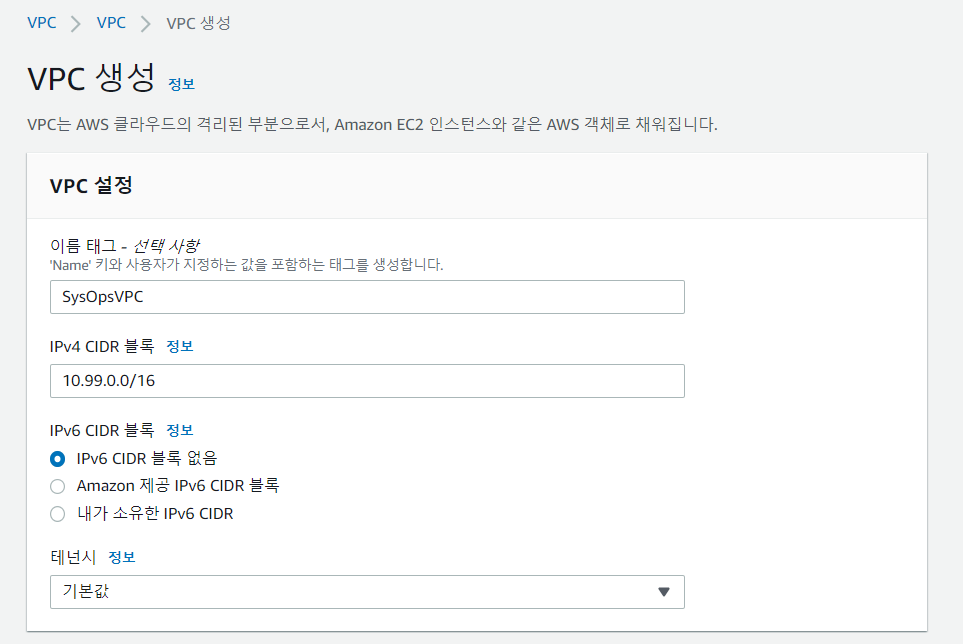 VPC > VPC > VPC 생성
VPC 생성 정보
VPC는 AWS 클라우드의 격리된 부분으로서, Amazon EC2 인스턴스와 같은 AWS 객체로 채워집니다.
VPC 설정
이름 태그 - 선택 사항
'Name' 키와 사용자가 지정하는 값을 포함하는 태그를 생성합니다.
SysOpsVPC
IPv4 CIDR 블록 정보
10.99.0.0/16
IPv6 CIDR 블록 정보
IPv6 CIDR 블록 없음
Amazon 제공 IPv6 CIDR 블록
내가 소유한 IPv6 CIDR
테넌시 정보
기본값